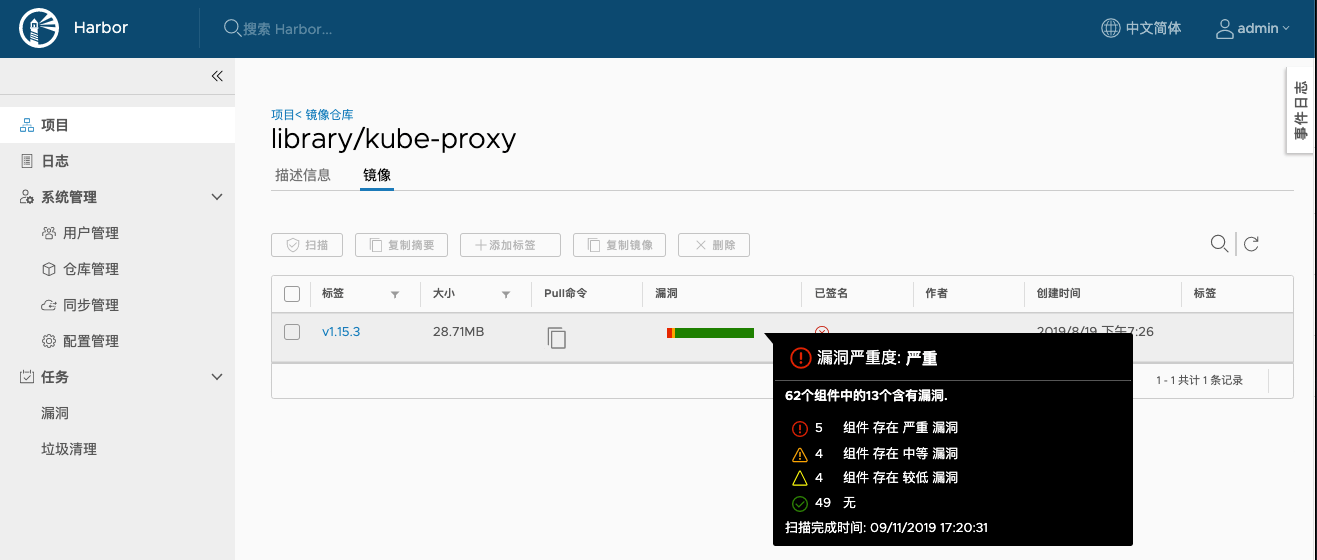 Harbor
搜索 Harbor...
中文简体
admin
事件日志
项目
日志
系统管理
用户管理
仓库管理
同步管理
配置管理
任务
漏洞
垃圾清理
项目< 镜像仓库
library/kube-proxy
描述信息 镜像
扫描 复制摘要 添加标签 复制镜像 删除
标签 大小 Pull命令 漏洞 已签名 作者 创建时间 标签
v1.15.3 28.71MB 2019/8/19 下午7:26
1 - 1 共计 1 条记录
漏洞严重度: 严重
62个组件中的13个含有漏洞.
5 组件 存在 严重 漏洞
4 组件 存在 中等 漏洞
4 组件 存在 较低 漏洞
49 无
扫描完成时间: 09/11/2019 17:20:31